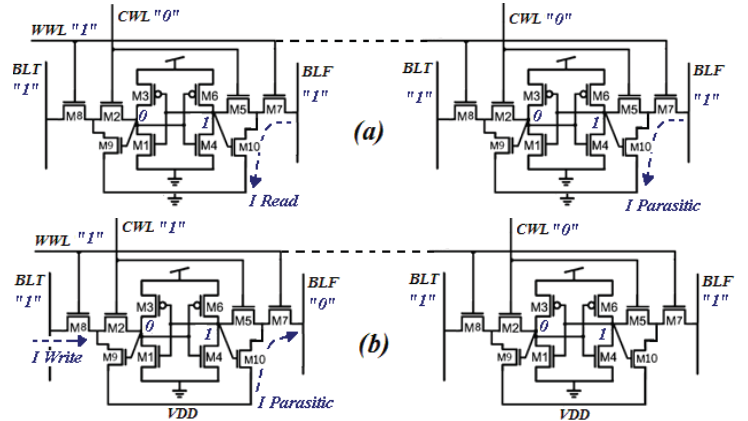 CWL "0" CWL "0"
WWL "1"
BLT BLF BLT BLF
"1" "1" "1" "1"
M3 M6 M5 M7 M3 M6 M5 M7
M8 M2 0 1 M8 M2 0 1
(a)
M9 M1 M4 M10 M9 M1 M4 M10
I Read I Parasitic
CWL "1" CWL "0"
WWL "1"
BLT BLF BLT BLF
"1" "0" "1" "1"
M3 M6 M5 M7 M3 M6 M5 M7
M8 M2 0 1 M8 M2 0 1
(b)
I Write M9 M1 M4 M10 M9 M1 M4 M10
I Parasitic
VDD VDD